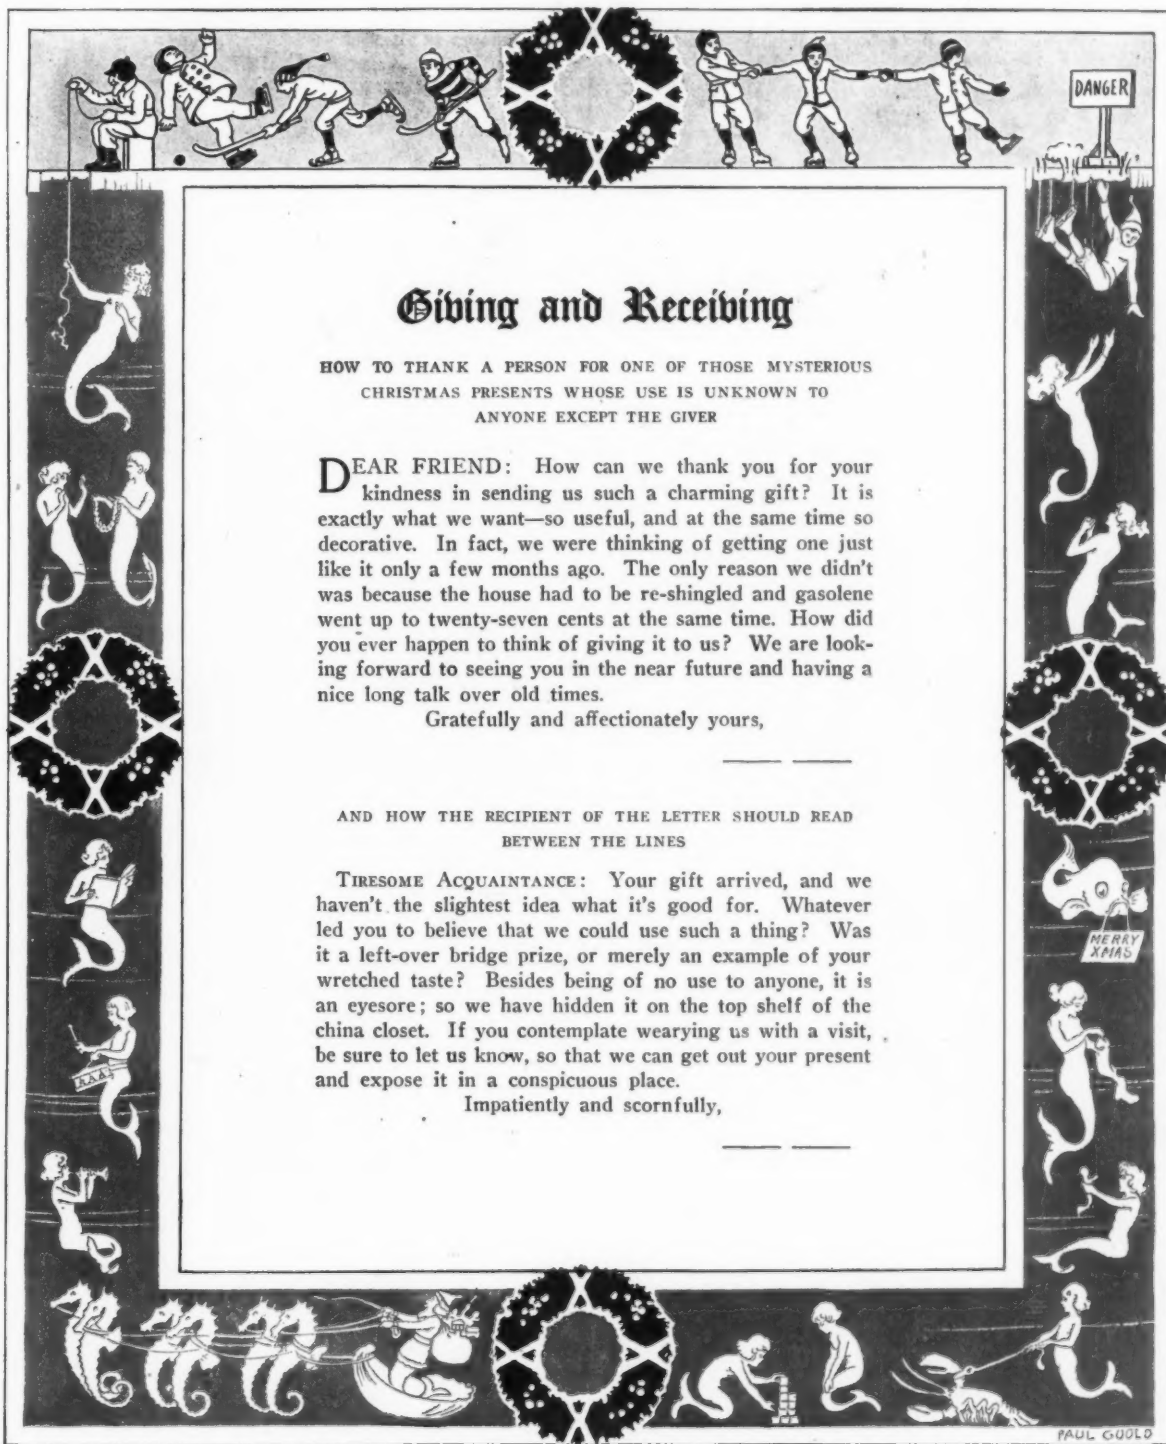 DANGER
Giving and Receiving
HOW TO THANK A PERSON FOR ONE OF THOSE MYSTERIOUS
CHRISTMAS PRESENTS WHOSE USE IS UNKNOWN TO
ANYONE EXCEPT THE GIVER
DEAR FRIEND: How can we thank you for your
kindness in sending us such a charming gift? It is
exactly what we want—so useful, and at the same time so
decorative. In fact, we were thinking of getting one just
like it only a few months ago. The only reason we didn't
was because the house had to be re-shingled and gasolene
went up to twenty-seven cents at the same time. How did
you ever happen to think of giving it to us? We are look-
ing forward to seeing you in the near future and having a
nice long talk over old times.
Gratefully and affectionately yours,
AND HOW THE RECIPIENT OF THE LETTER SHOULD READ
BETWEEN THE LINES
TIRESOME ACQUAINTANCE: Your gift arrived, and we
haven't the slightest idea what it's good for. Whatever
led you to believe that we could use such a thing? Was
it a left-over bridge prize, or merely an example of your
wretched taste? Besides being of no use to anyone, it is
an eyesore; so we have hidden it on the top shelf of the
china closet. If you contemplate wearying us with a visit,
be sure to let us know, so that we can get out your present
and expose it in a conspicuous place.
Impatiently and scornfully,
MERRY
XMAS
PAUL GOOLD